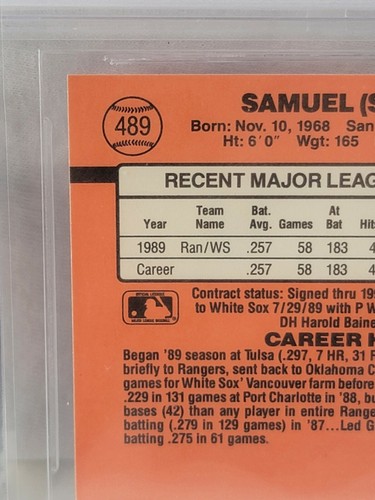 489
SAMUEL (S
Born: Nov. 10, 1968 San
Ht: 6'0" Wgt: 165
RECENT MAJOR LEAG
Year Team Name Bat. Avg. Games At Bat Hits
1989 Ran/WS .257 58 183 4
Career .257 58 183 4
Contract status: Signed thru 199
to White Sox 7/29/89 with P W
DH Harold Baine
CAREER H
Began '89 season at Tulsa (.297, 7 HR, 31 R
briefly to Rangers, sent back to Oklahoma C
games for White Sox' Vancouver farm before
.229 in 131 games at Port Charlotte in '88, bu
bases (42) than any player in entire Range
batting (.279 in 129 games) in '87...Led G
batting .275 in 61 games.